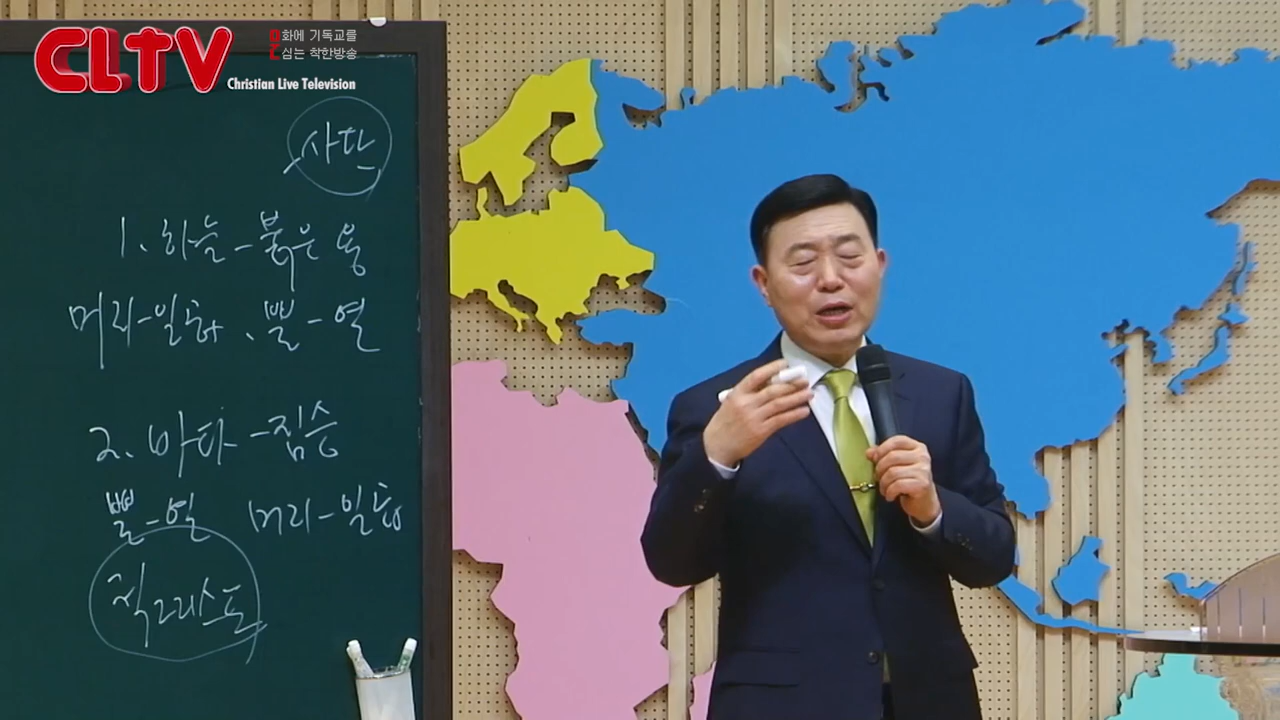 CLTV
문화에 기독교를
심는 착한방송
Christian Live Television
사단
1. 하늘 - 붉은 용
머리 - 일곱, 뿔 - 열
2. 바다 - 짐승
뿔 - 열 머리 - 일곱
적그리스도